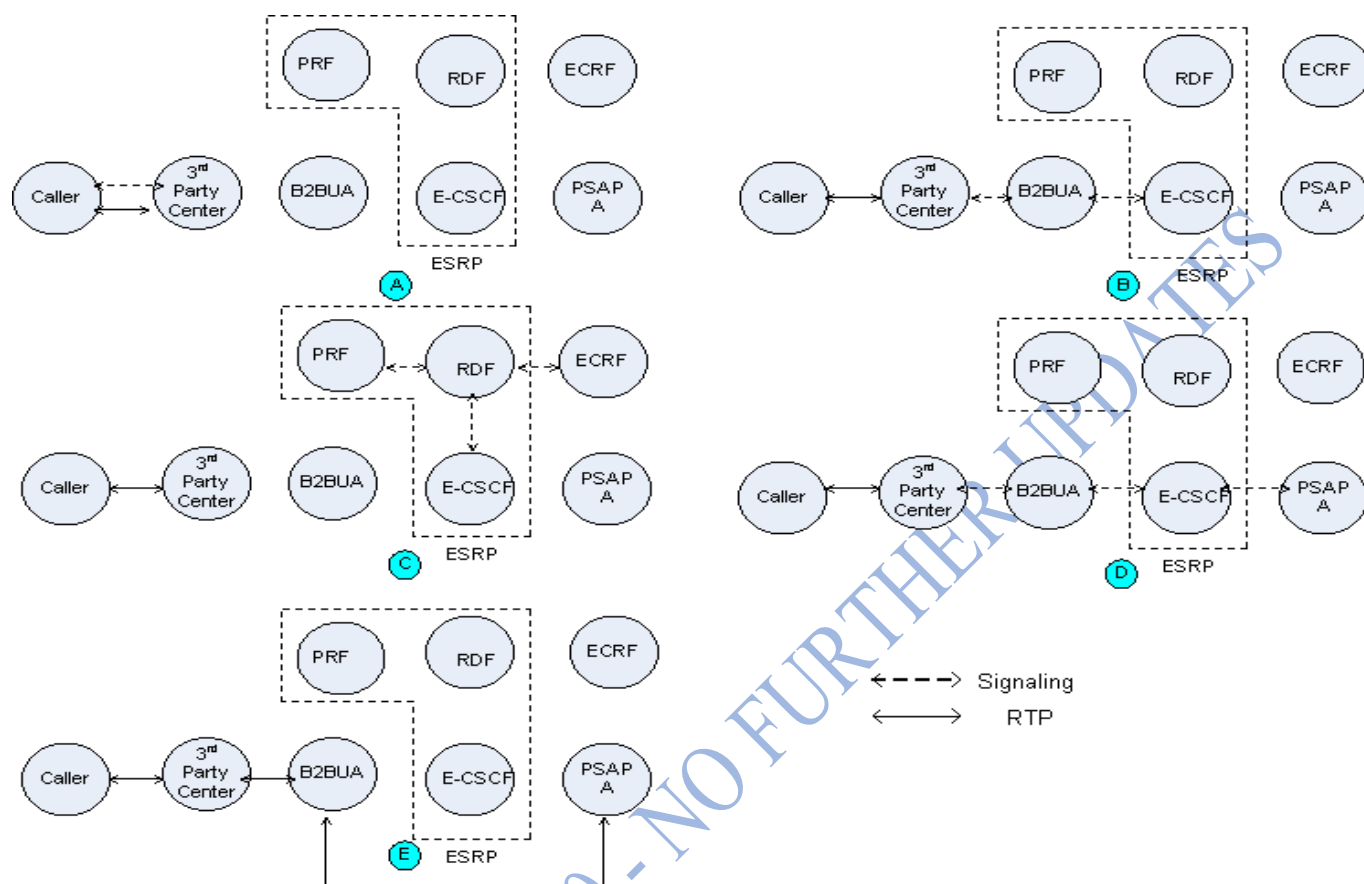 PRF
RDF
ECRF
Caller
3rd
Party
Center
B2BUA
E-CSCF
PSAP
A
ESRP
A
PRF
RDF
ECRF
Caller
3rd
Party
Center
B2BUA
E-CSCF
PSAP
A
ESRP
B
PRF
RDF
ECRF
Caller
3rd
Party
Center
B2BUA
E-CSCF
PSAP
A
ESRP
C
PRF
RDF
ECRF
Caller
3rd
Party
Center
B2BUA
E-CSCF
PSAP
A
ESRP
D
PRF
RDF
ECRF
Caller
3rd
Party
Center
B2BUA
E-CSCF
PSAP
A
ESRP
E
Signaling
RTP
- NO FURTHER UPDATES